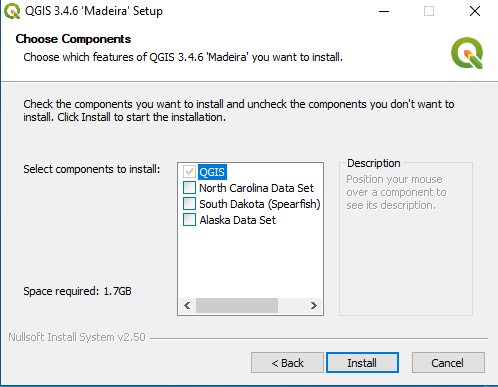 QGIS 3.4.6 'Madeira' Setup
Choose Components
Choose which features of QGIS 3.4.6 'Madeira' you want to install.
Check the components you want to install and uncheck the components you don't want to
install. Click Install to start the installation.
Select components to install:
QGIS
North Carolina Data Set
South Dakota (Spearfish)
Alaska Data Set
Description
Position your mouse
over a component to
see its description.
Space required: 1.7GB
Nullsoft Install System v2.50
< Back
Install
Cancel